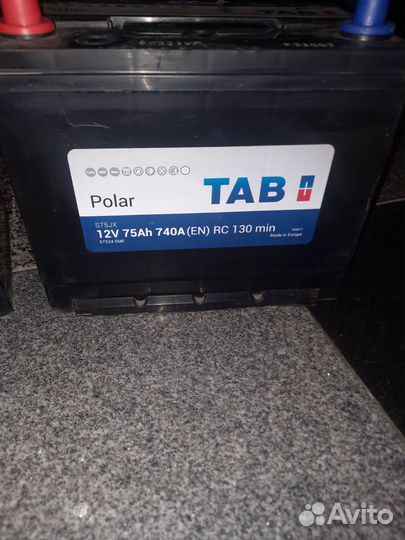 Polar
TAB
S75JX
12V 75Ah 740A (EN) RC 130 min
57524 SMF
Made in Europe
Avito